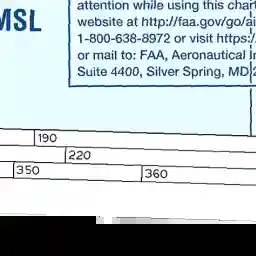 MSL
attention while using this chart
website at http://faa.gov/go/ai
1-800-638-8972 or visit https:/
or mail to: FAA, Aeronautical
Suite 4400, Silver Spring, MD 2
190
220
350
360